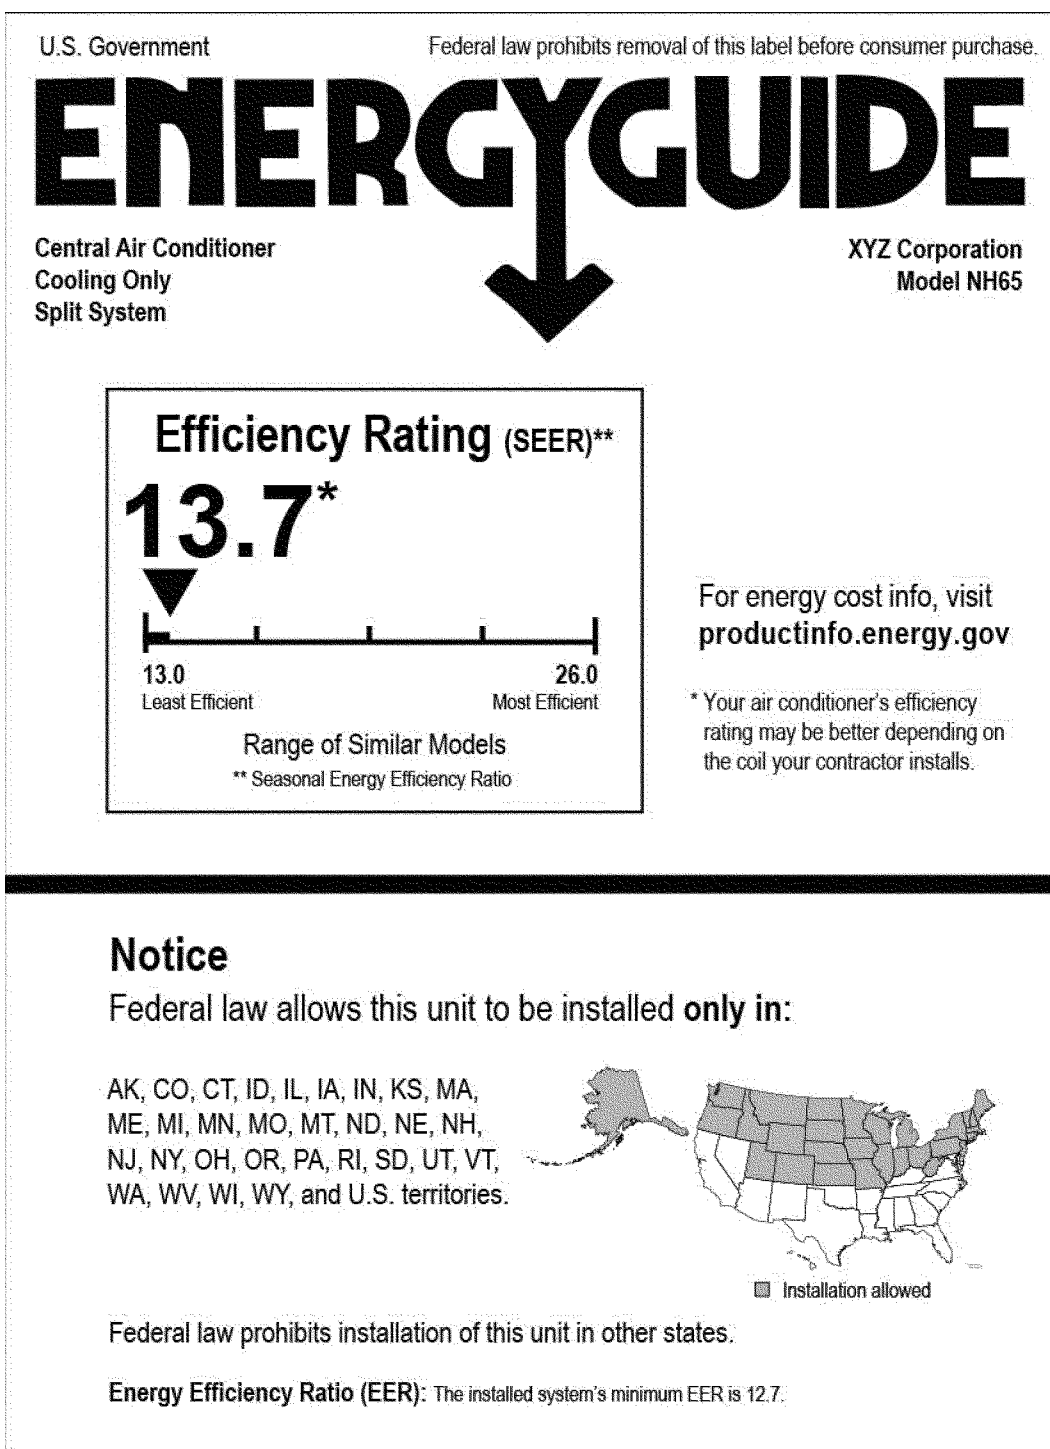 U.S. Government
Federal law prohibits removal of this label before consumer purchase.
ENERGYGUIDE
Central Air Conditioner
Cooling Only
Split System
XYZ Corporation
Model NH65
Efficiency Rating (SEER)**
13.7*
13.0
26.0
Least Efficient
Most Efficient
Range of Similar Models
** Seasonal Energy Efficiency Ratio
For energy cost info, visit
productinfo.energy.gov
* Your air conditioner's efficiency
rating may be better depending on
the coil your contractor installs.
Notice
Federal law allows this unit to be installed only in:
AK, CO, CT, ID, IL, IA, IN, KS, MA,
ME, MI, MN, MO, MT, ND, NE, NH,
NJ, NY, OH, OR, PA, RI, SD, UT, VT,
WA, WV, WI, WY, and U.S. territories.
Installation allowed
Federal law prohibits installation of this unit in other states.
Energy Efficiency Ratio (EER): The installed system's minimum EER is 12.7.